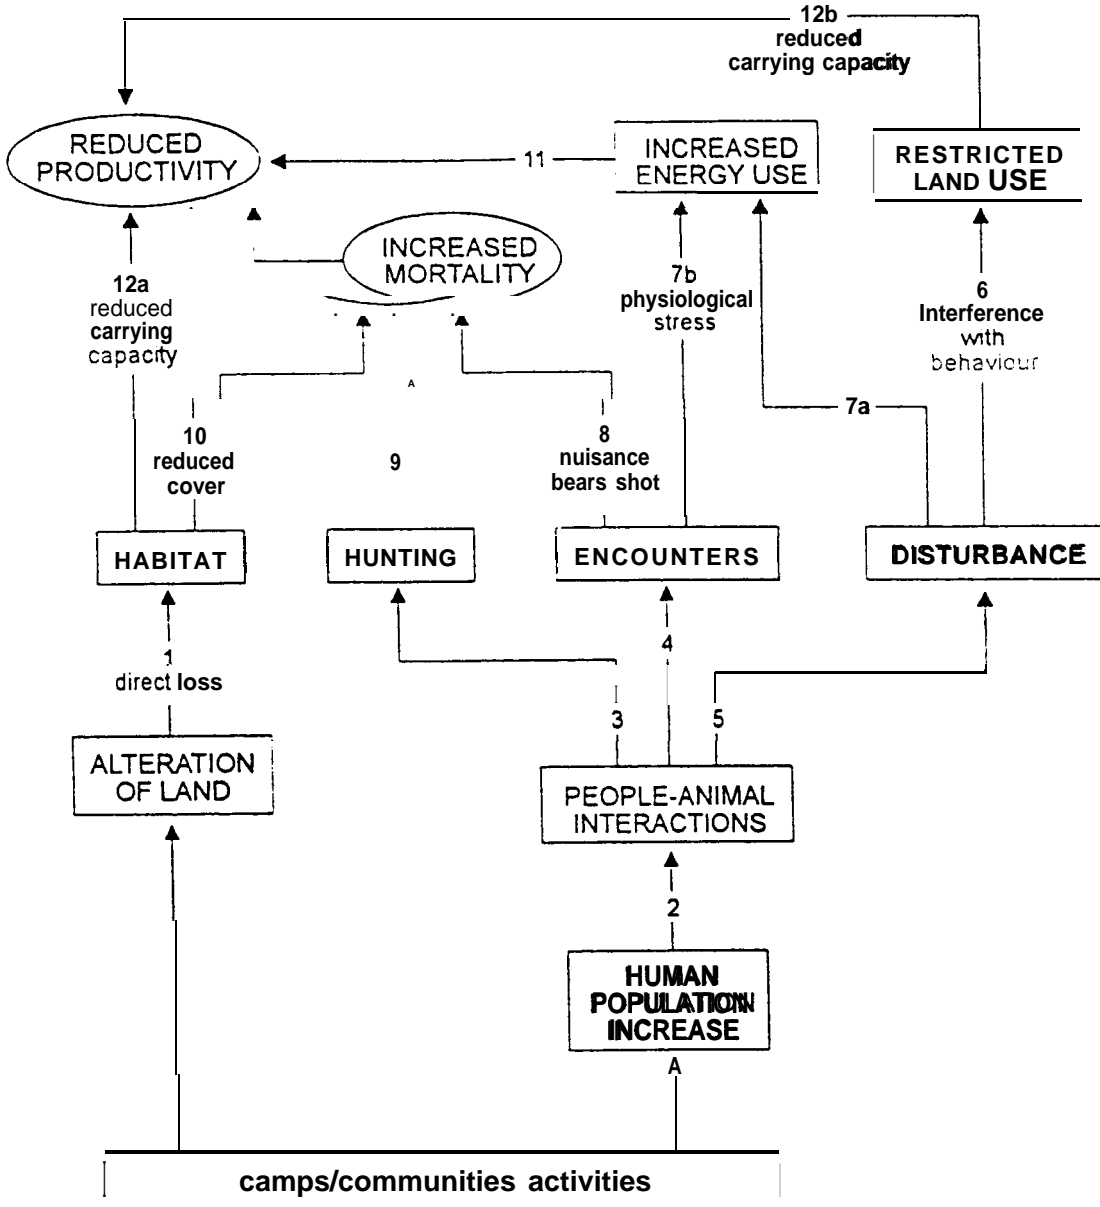 12b
reduced
carrying capacity
REDUCED
PRODUCTIVITY
11
INCREASED
ENERGY USE
RESTRICTED
LAND USE
INCREASED
MORTALITY
12a
reduced
carrying
capacity
7b
physiological
stress
6
Interference
with
behaviour
A
7a
10
reduced
cover
9
8
nuisance
bears shot
HABITAT
HUNTING
ENCOUNTERS
DISTURBANCE
1
direct loss
4
3
5
ALTERATION
OF LAND
PEOPLE-ANIMAL
INTERACTIONS
2
HUMAN
POPULATION
INCREASE
A
camps/communities activities